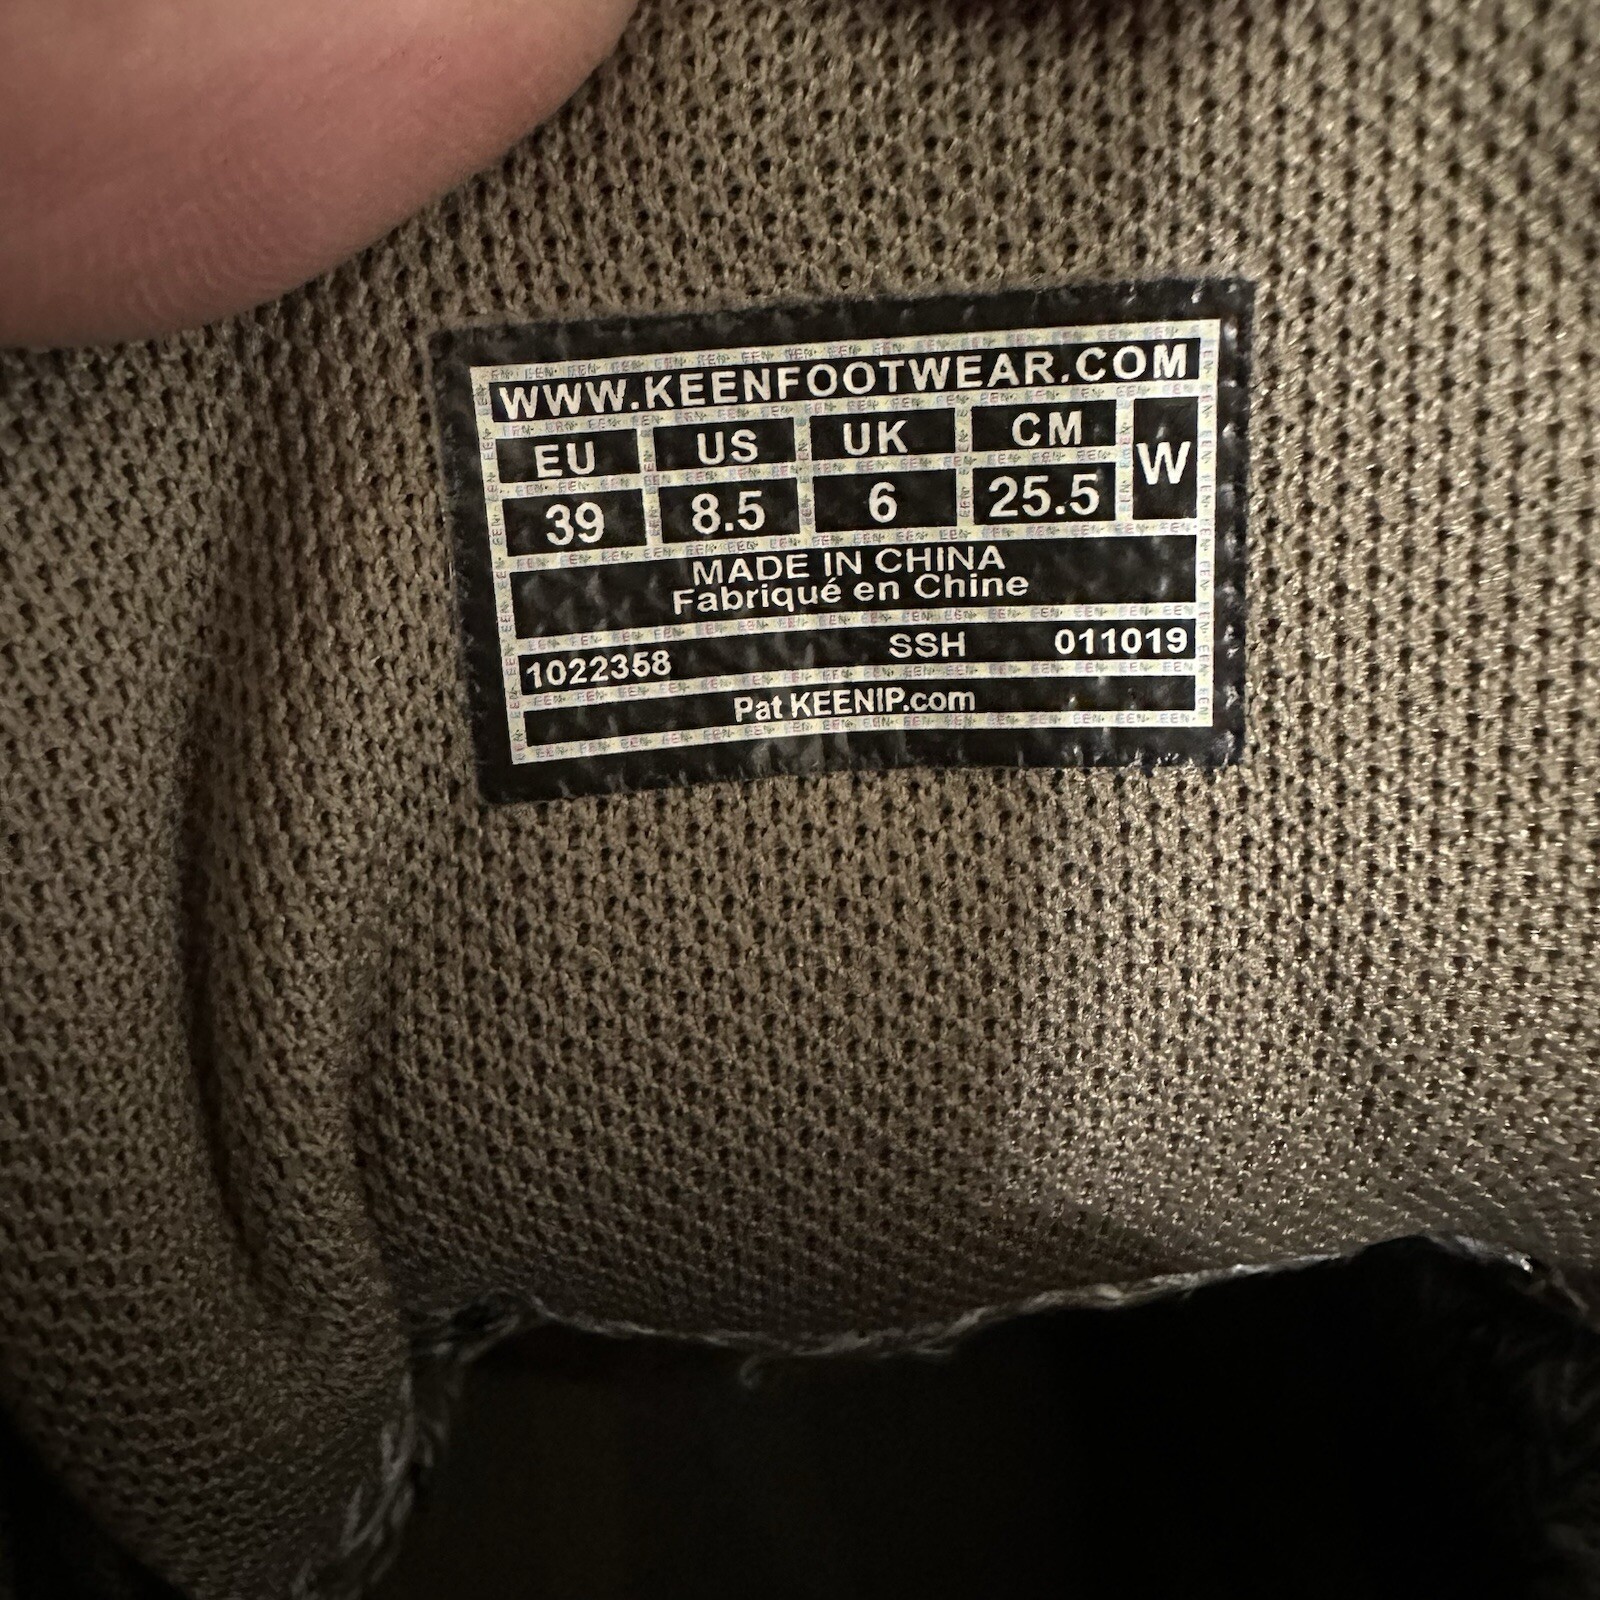 WWW.KEENFOOTWEAR.COM
EU US UK CM W
39 8.5 6 25.5
MADE IN CHINA
Fabriqué en Chine
1022358 SSH 011019
Pat KEENIP.com